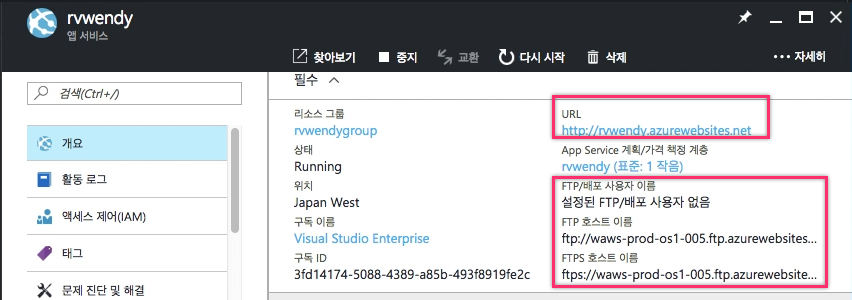 rvwendy
앱 서비스
찾아보기 중지 교환 다시 시작 삭제 ... 자세히
필수
검색(Ctrl+/)
개요
활동 로그
액세스 제어(IAM)
태그
문제 진단 및 해결
리소스 그룹
rvwendygroup
상태
Running
위치
Japan West
구독 이름
Visual Studio Enterprise
구독 ID
3fd14174-5088-4389-a85b-493f8919fe2c
URL
http://rvwendy.azurewebsites.net
App Service 계획/가격 책정 계층
rvwendy (표준: 1 작음)
FTP/배포 사용자 이름
설정된 FTP/배포 사용자 없음
FTP 호스트 이름
ftp://waws-prod-os1-005.ftp.azurewebsites...
FTPS 호스트 이름
ftps://waws-prod-os1-005.ftp.azurewebsite...